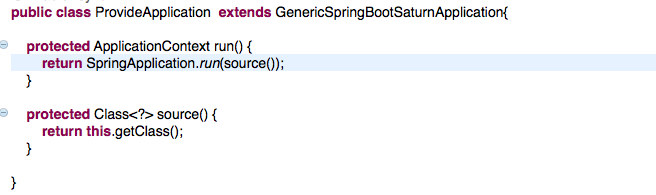 public class ProvideApplication extends GenericSpringBootSaturnApplication{
protected ApplicationContext run() {
return SpringApplication.run(source());
}
protected Class<?> source() {
return this.getClass();
}
}